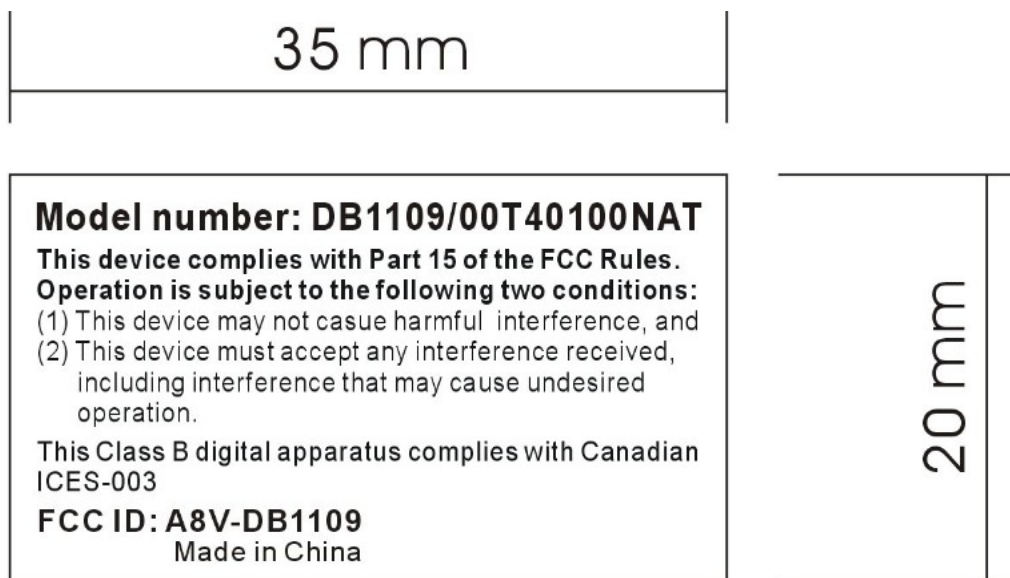 35 mm
Model number: DB1109/00T40100NAT
This device complies with Part 15 of the FCC Rules.
Operation is subject to the following two conditions:
(1) This device may not casue harmful interference, and
(2) This device must accept any interference received,
including interference that may cause undesired
operation.
This Class B digital apparatus complies with Canadian
ICES-003
FCC ID: A8V-DB1109
Made in China
20 mm